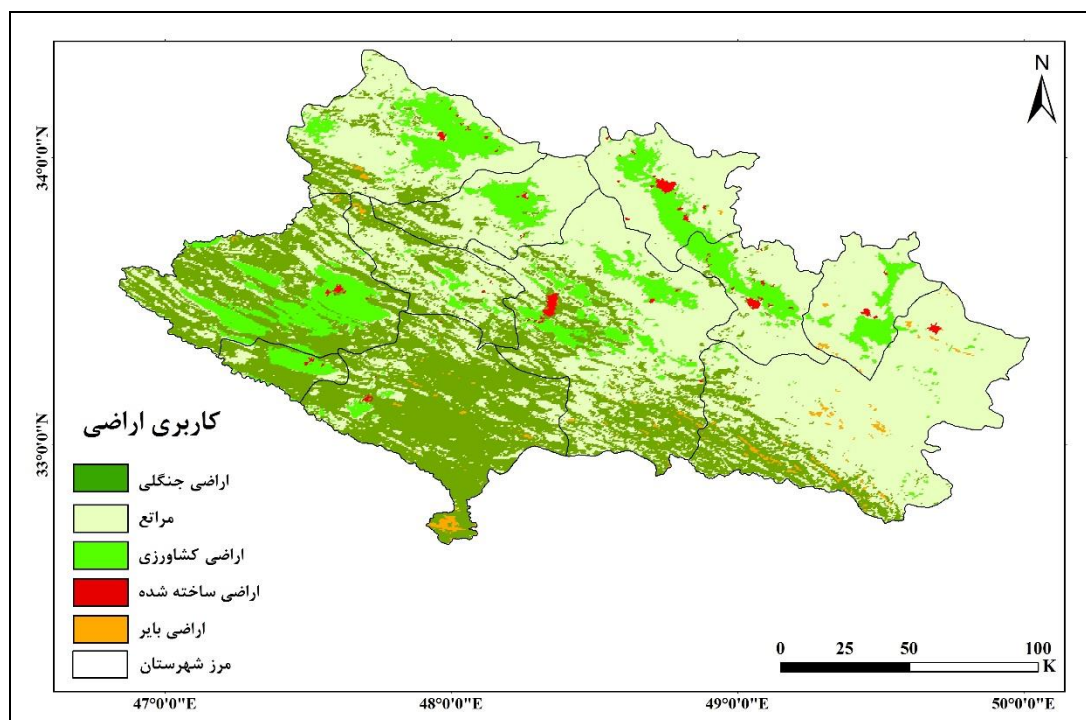 N
34°0'0"N
33°0'0"N
کاربری اراضی
اراضی جنگلی
مراتع
اراضی کشاورزی
اراضی ساخته شده
اراضی بایر
مرز شهرستان
0 25 50 100
K
47°0'0"E 48°0'0"E 49°0'0"E 50°0'0"E